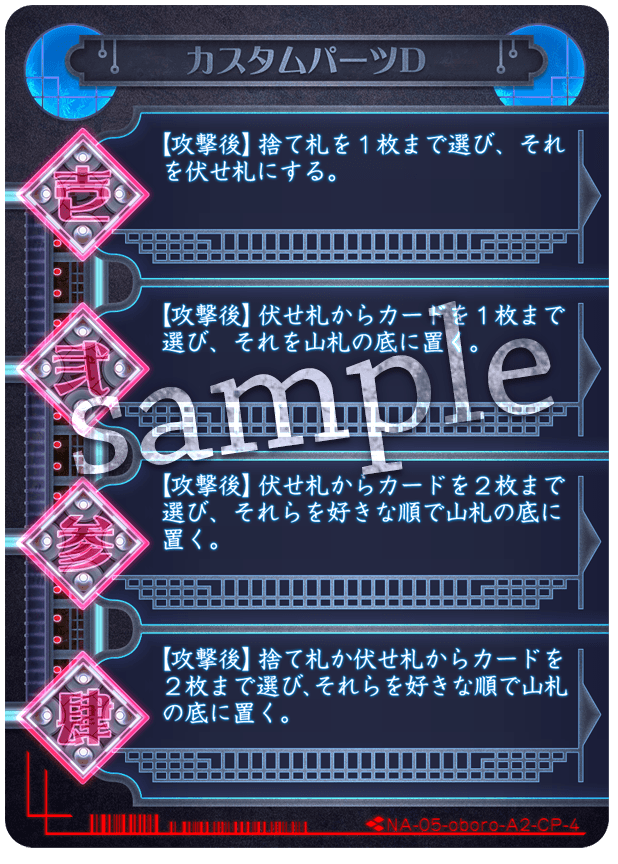 カスタムパーツD
壱
【攻撃後】捨て札を１枚まで選び、それ
を伏せ札にする。
弐
【攻撃後】伏せ札からカードを１枚まで
選び、それを山札の底に置く。
sample
参
【攻撃後】伏せ札からカードを２枚まで
選び、それらを好きな順で山札の底に
置く。
肆
【攻撃後】捨て札か伏せ札からカードを
２枚まで選び、それらを好きな順で山札
の底に置く。
NA-05-oboro-A2-CP-4